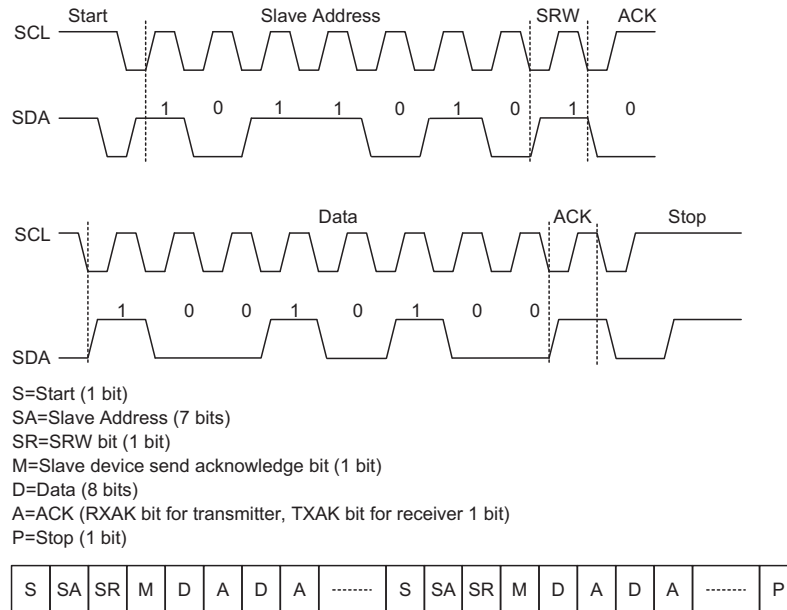 Start Slave Address SRW ACK
SCL
1 0 1 1 0 1 0 1 0
SDA
Data ACK Stop
SCL
1 0 0 1 0 1 0 0
SDA
S=Start (1 bit)
SA=Slave Address (7 bits)
SR=SRW bit (1 bit)
M=Slave device send acknowledge bit (1 bit)
D=Data (8 bits)
A=ACK (RXAK bit for transmitter, TXAK bit for receiver 1 bit)
P=Stop (1 bit)
S SA SR M D A D A ------- S SA SR M D A D A ------- P